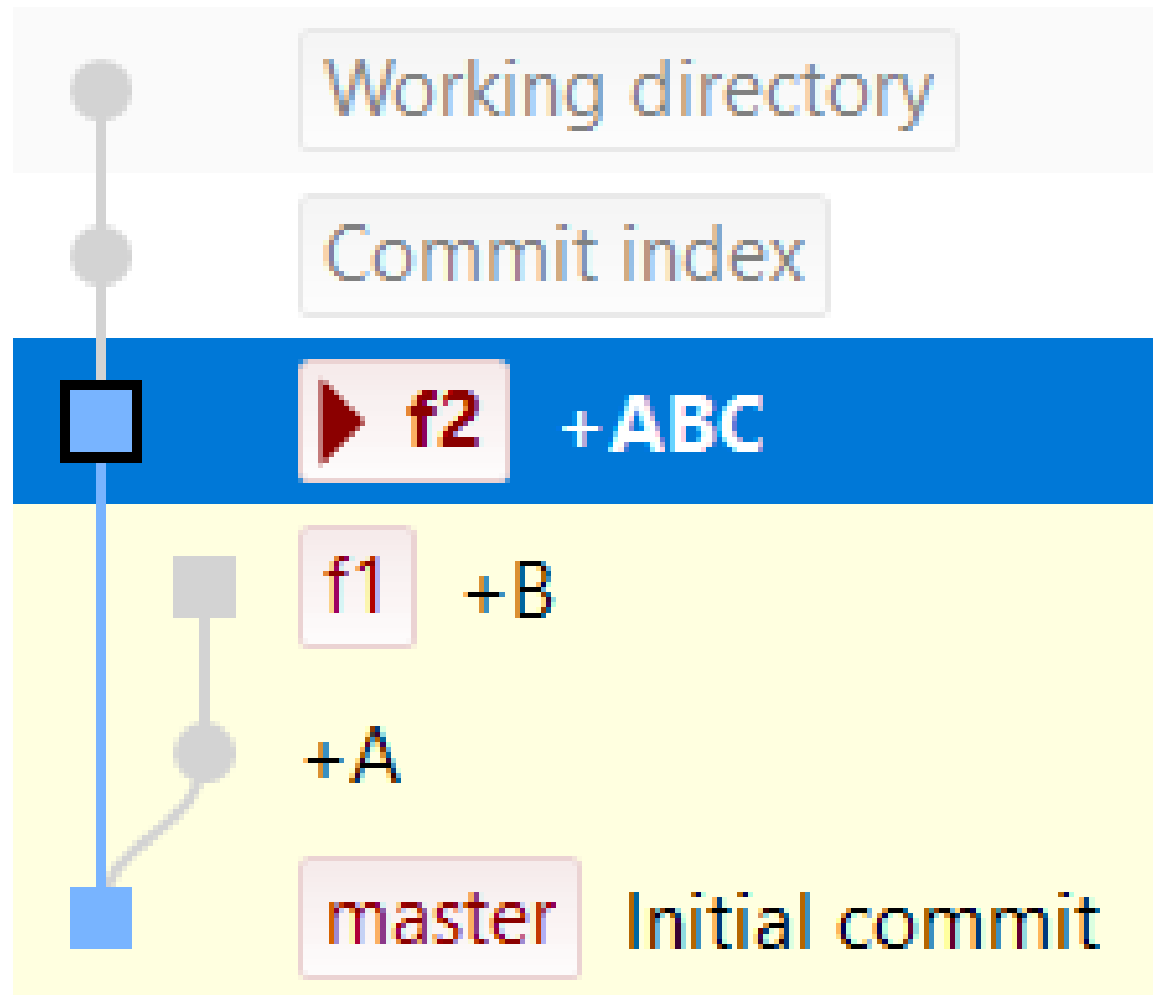 Working directory
Commit index
f2 +ABC
f1 +B
+A
master Initial commit